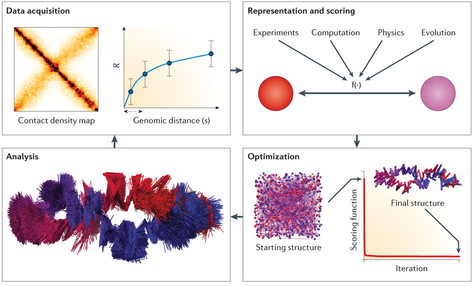 Data acquisition
R
Contact density map
Genomic distance (s)
Representation and scoring
Experiments
Computation
Physics
Evolution
f(·)
Analysis
Optimization
Starting structure
Scoring function
Final structure
Iteration